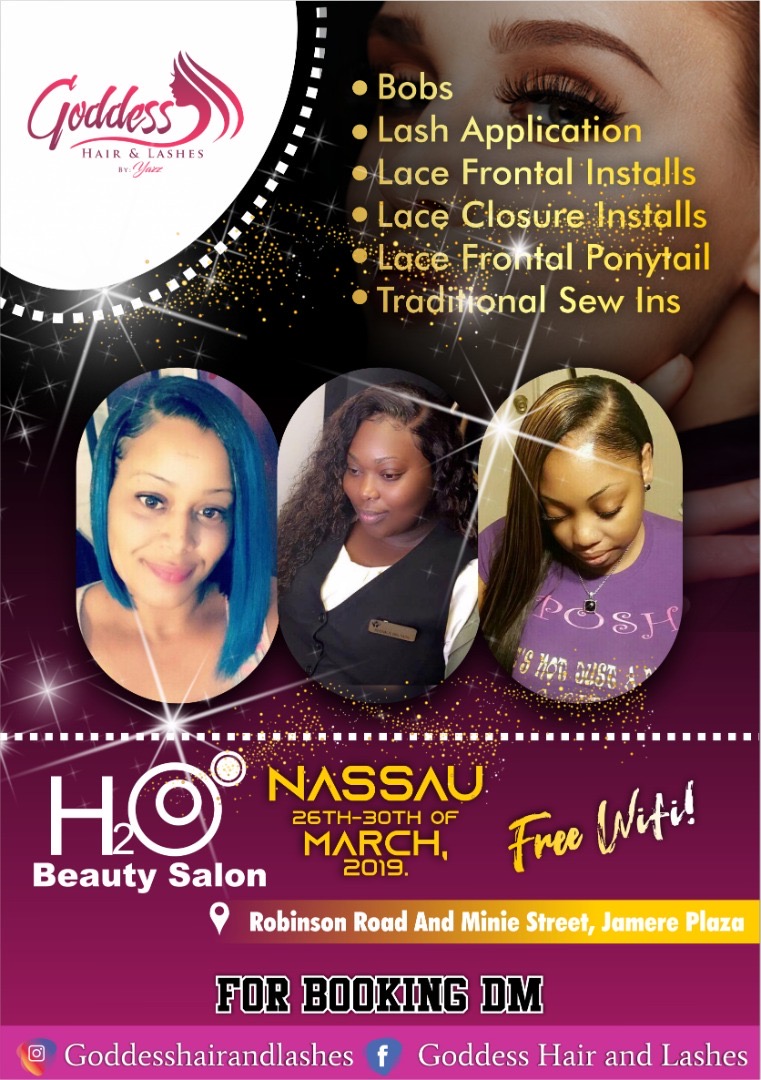 Goddess
HAIR & LASHES
BY: Yazz
• Bobs
• Lash Application
• Lace Frontal Installs
• Lace Closure Installs
• Lace Frontal Ponytail
• Traditional Sew Ins
POSH
H2O
Beauty Salon
NASSAU
26TH-30TH OF
MARCH,
2019.
Free Wifi!
Robinson Road And Minie Street, Jamere Plaza
FOR BOOKING DM
Goddesshairandlashes
Goddess Hair and Lashes